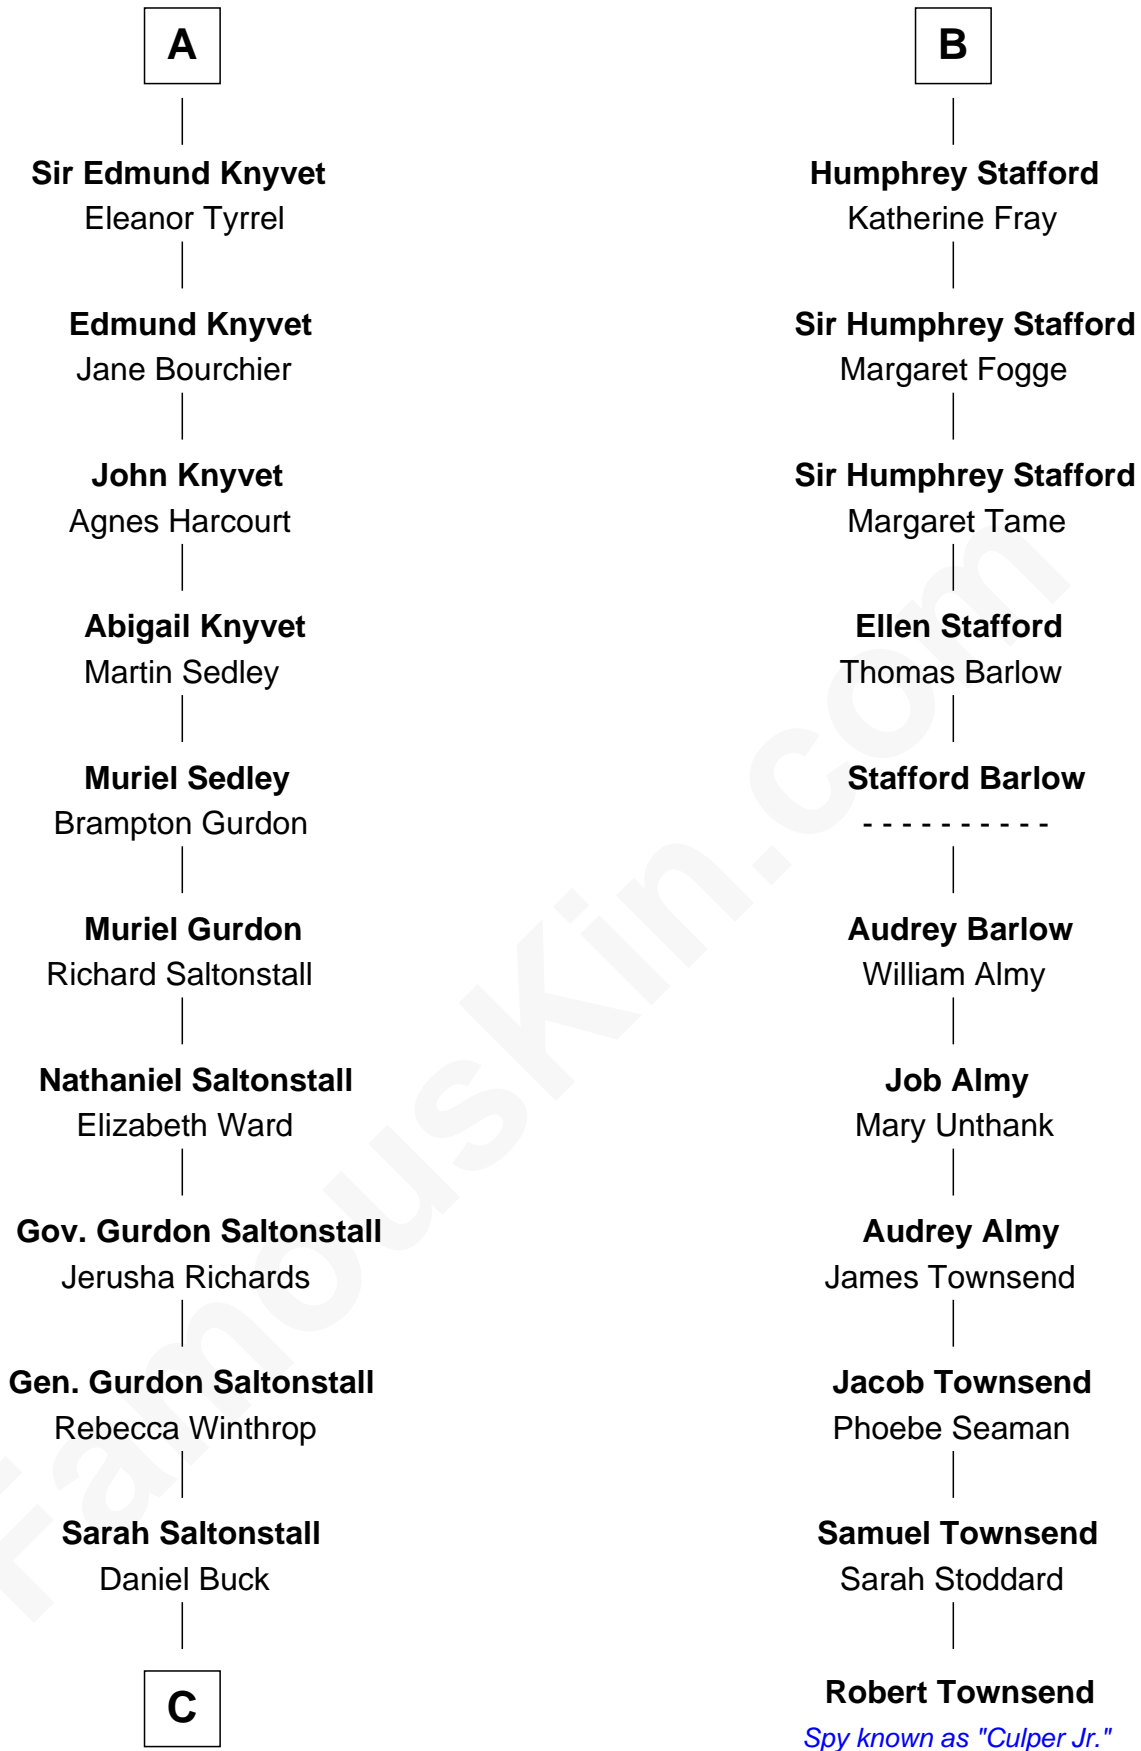 A
Sir Edmund Knyvet
Eleanor Tyrrel
Edmund Knyvet
Jane Bourchier
John Knyvet
Agnes Harcourt
Abigail Knyvet
Martin Sedley
Muriel Sedley
Brampton Gurdon
Muriel Gurdon
Richard Saltonstall
Nathaniel Saltonstall
Elizabeth Ward
Gov. Gurdon Saltonstall
Jerusha Richards
Gen. Gurdon Saltonstall
Rebecca Winthrop
Sarah Saltonstall
Daniel Buck
C
B
Humphrey Stafford
Katherine Fray
Sir Humphrey Stafford
Margaret Fogge
Sir Humphrey Stafford
Margaret Tame
Ellen Stafford
Thomas Barlow
Stafford Barlow
- - - - - - - - - -
Audrey Barlow
William Almy
Job Almy
Mary Unthank
Audrey Almy
James Townsend
Jacob Townsend
Phoebe Seaman
Samuel Townsend
Sarah Stoddard
Robert Townsend
Spy known as "Culper Jr."
FamousKin.com